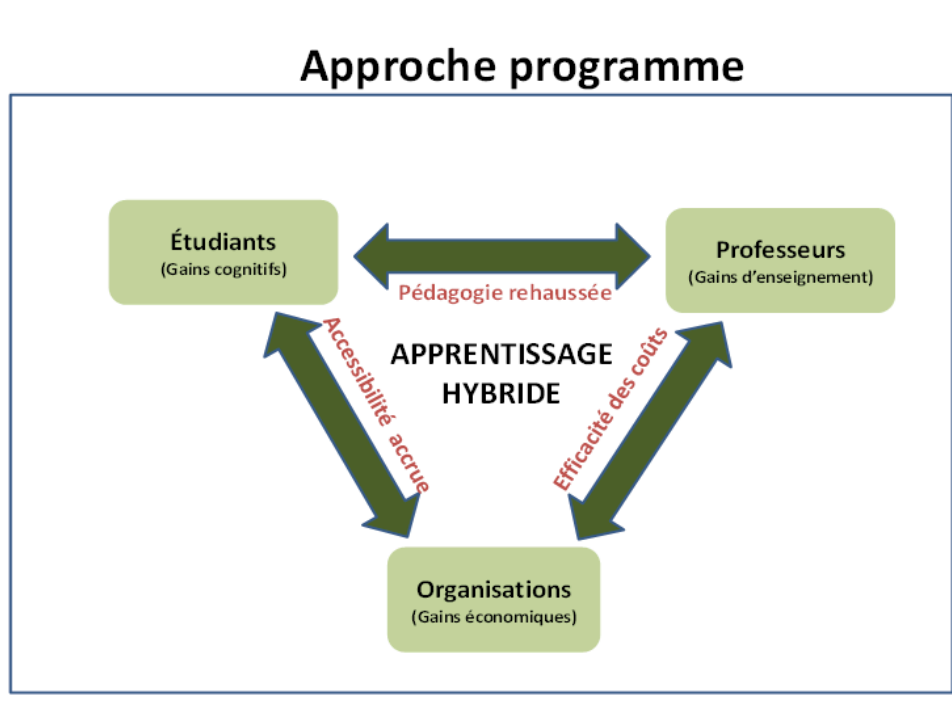 Approche programme
Étudiants
(Gains cognitifs)
Professeurs
(Gains d'enseignement)
Pédagogie rehaussée
Accessibilité accrue
APPRENTISSAGE
HYBRIDE
Efficacité des coûts
Organisations
(Gains économiques)